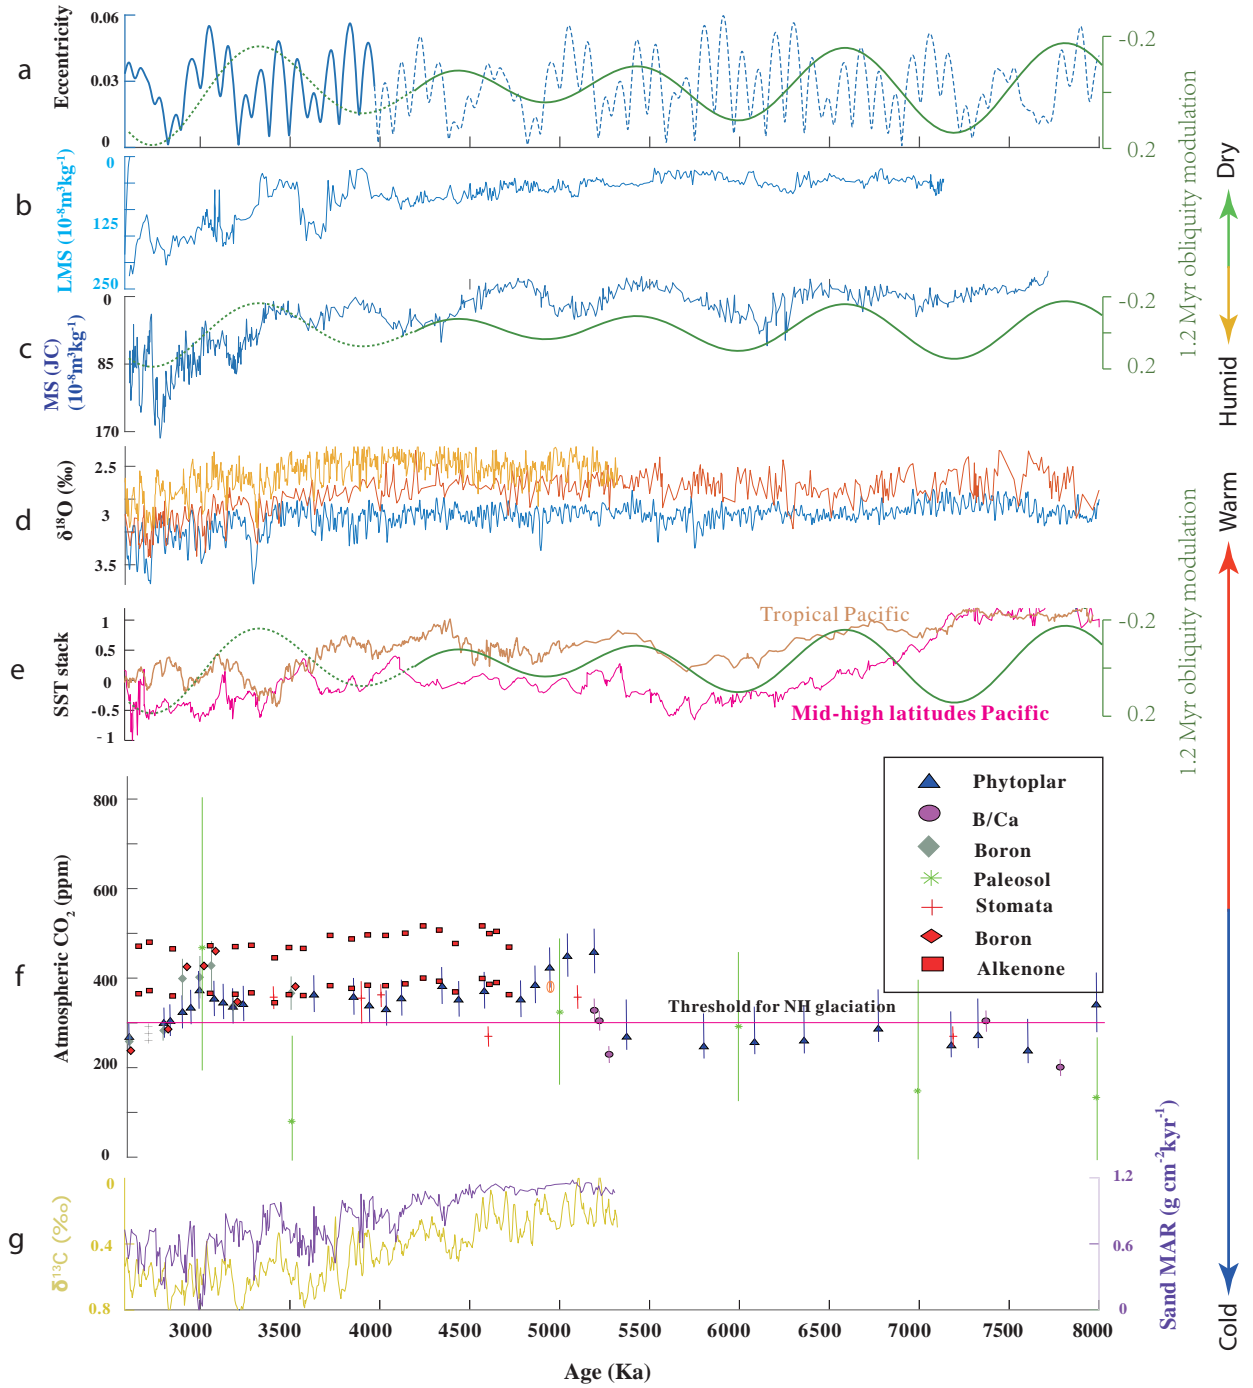 a
Eccentricity
0.06
0.03
0
-0.2
0.2
1.2 Myr obliquity modulation
b
LMS (10⁻⁸m³kg⁻¹)
0
125
250
Dry
Humid
c
MS (JC)
(10⁻⁸m³kg⁻¹)
0
85
170
-0.2
0.2
d
δ¹⁸O (‰)
2.5
3
3.5
Warm
1.2 Myr obliquity modulation
e
SST stack
1
0.5
0
-0.5
-1
Tropical Pacific
Mid-high latitudes Pacific
-0.2
0.2
f
Atmospheric CO₂ (ppm)
800
600
400
200
0
Phytoplar
B/Ca
Boron
Paleosol
Stomata
Boron
Alkenone
Threshold for NH glaciation
g
δ¹³C (‰)
0
0.4
0.8
1.2
0.6
0
Sand MAR (g cm⁻²kyr⁻¹)
Cold
3000 3500 4000 4500 5000 5500 6000 6500 7000 7500 8000
Age (Ka)